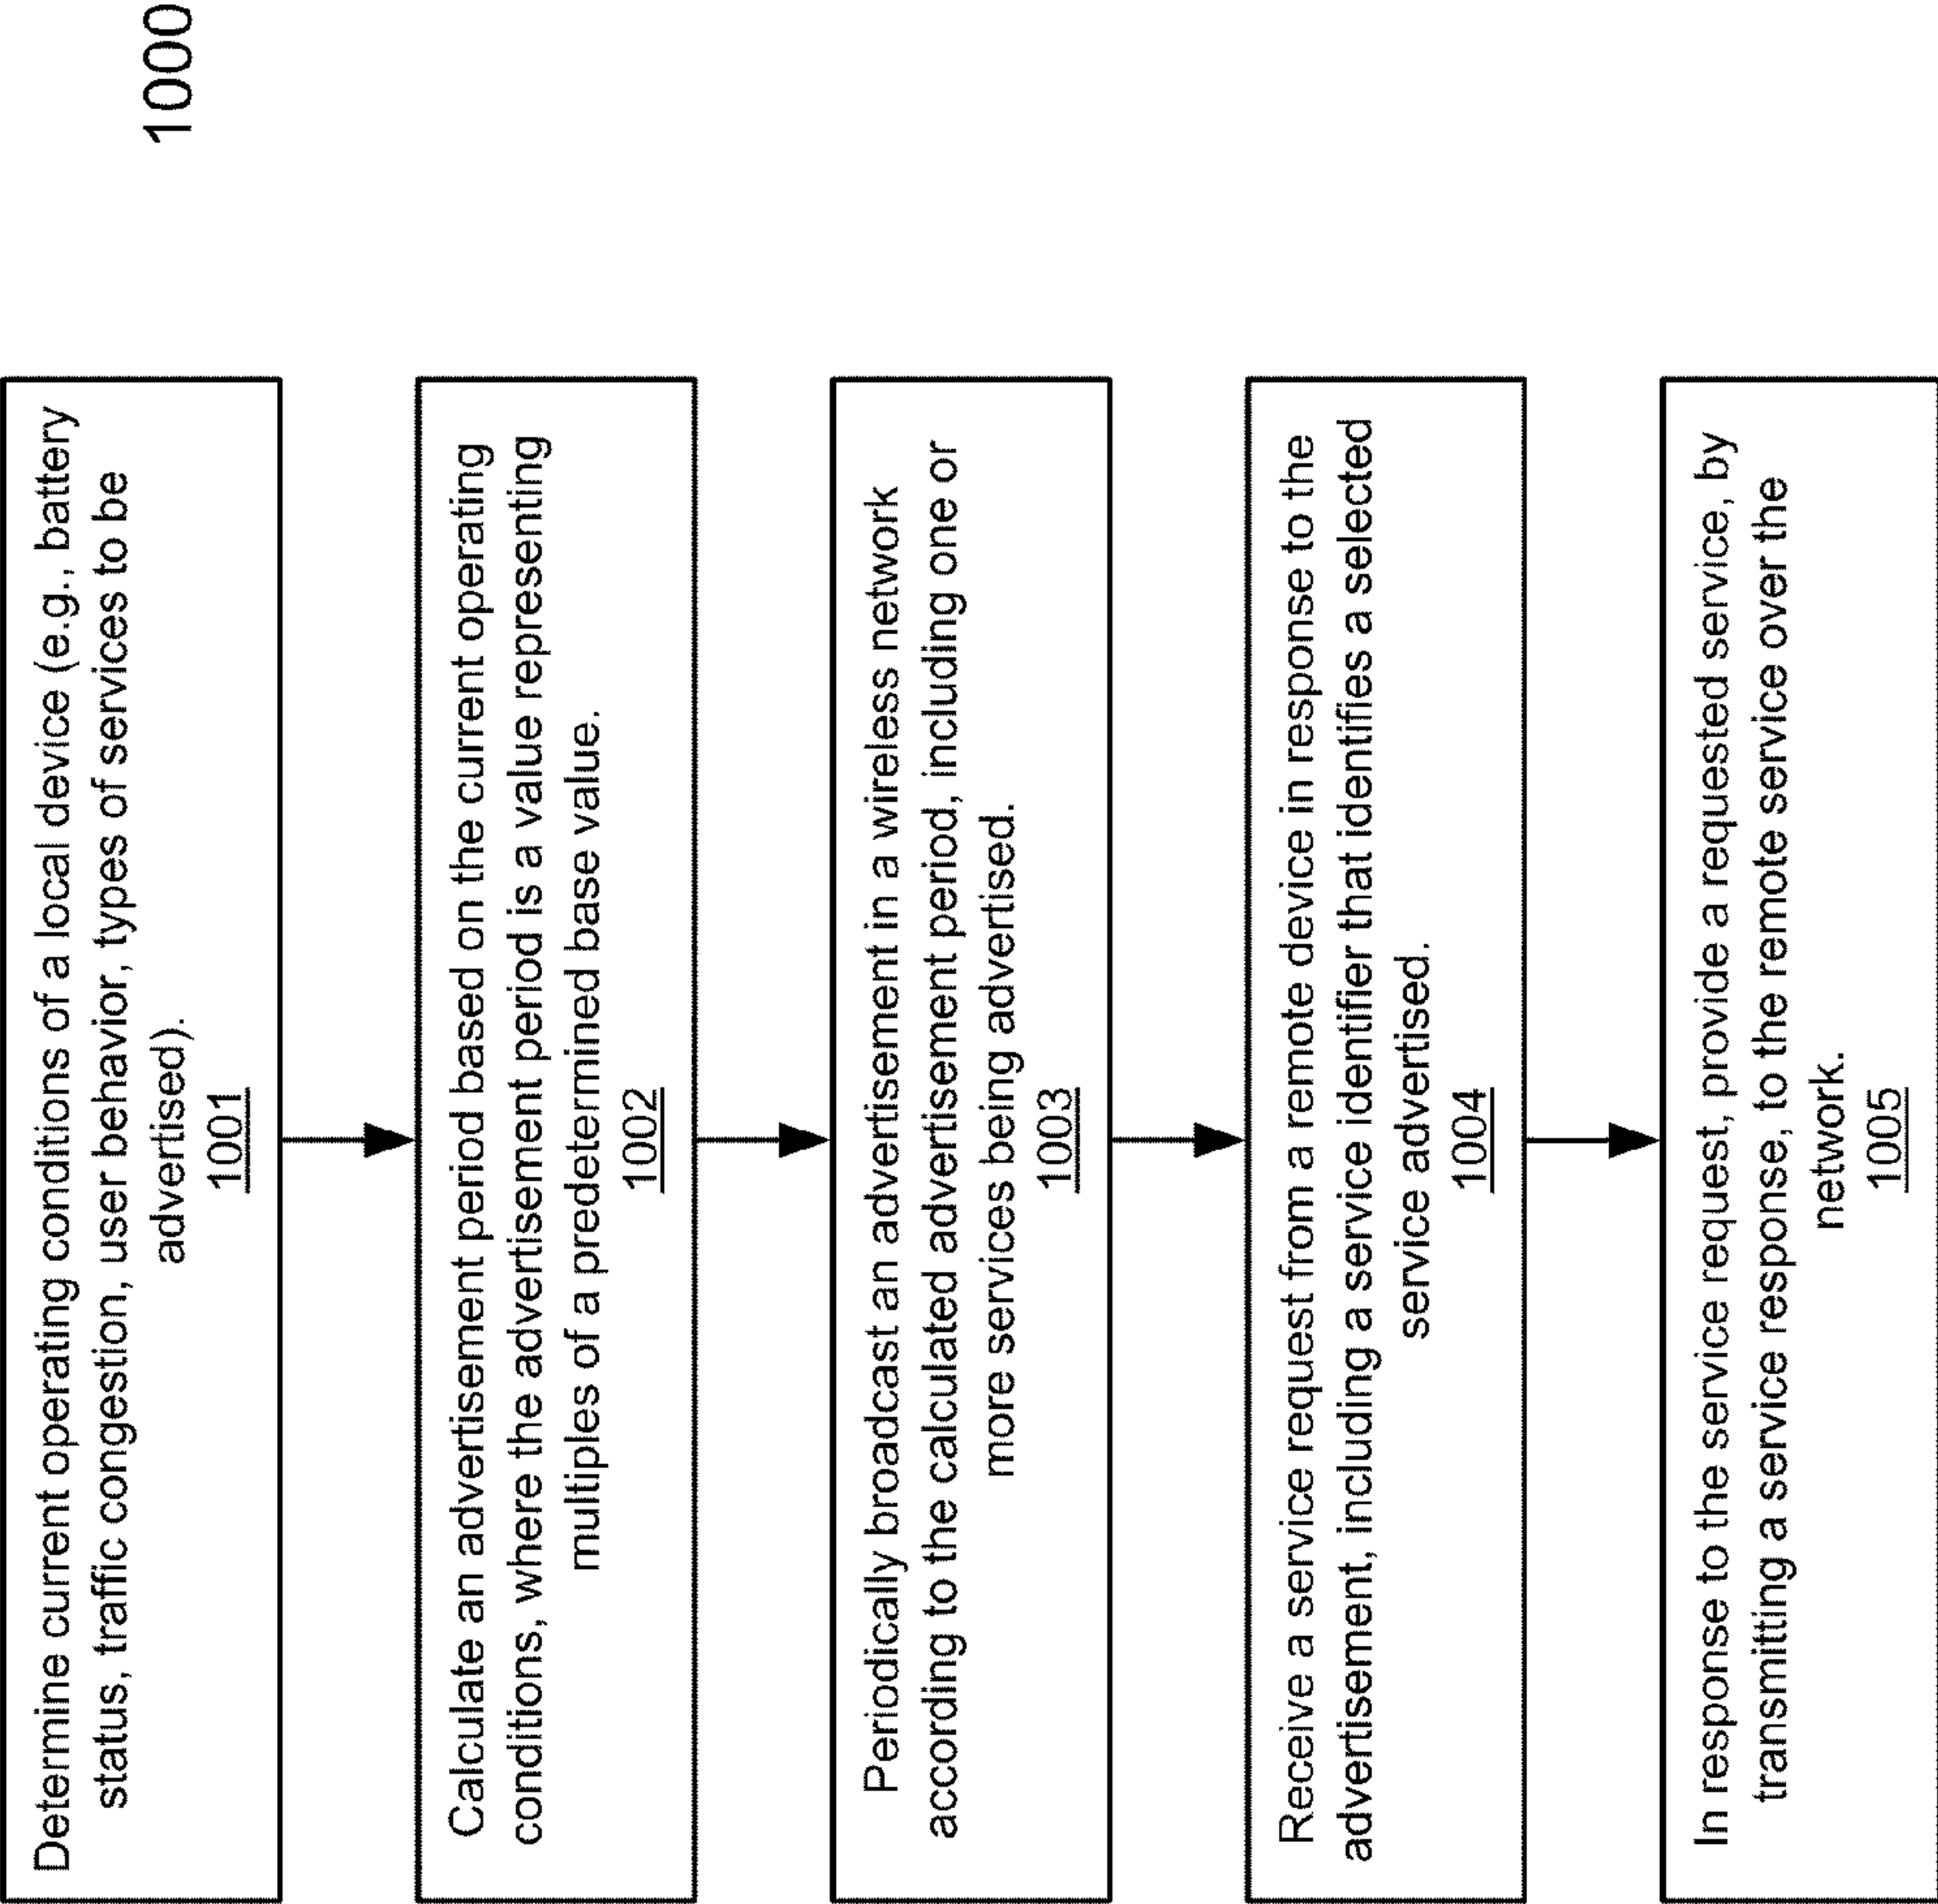 1000
Determine current operating conditions of a local device (e.g., battery
status, traffic congestion, user behavior, types of services to be
advertised).
1001
Calculate an advertisement period based on the current operating
conditions, where the advertisement period is a value representing
multiples of a predetermined base value.
1002
Periodically broadcast an advertisement in a wireless network
according to the calculated advertisement period, including one or
more services being advertised.
1003
Receive a service request from a remote device in response to the
advertisement, including a service identifier that identifies a selected
service advertised.
1004
In response to the service request, provide a requested service, by
transmitting a service response, to the remote service over the
network.
1005